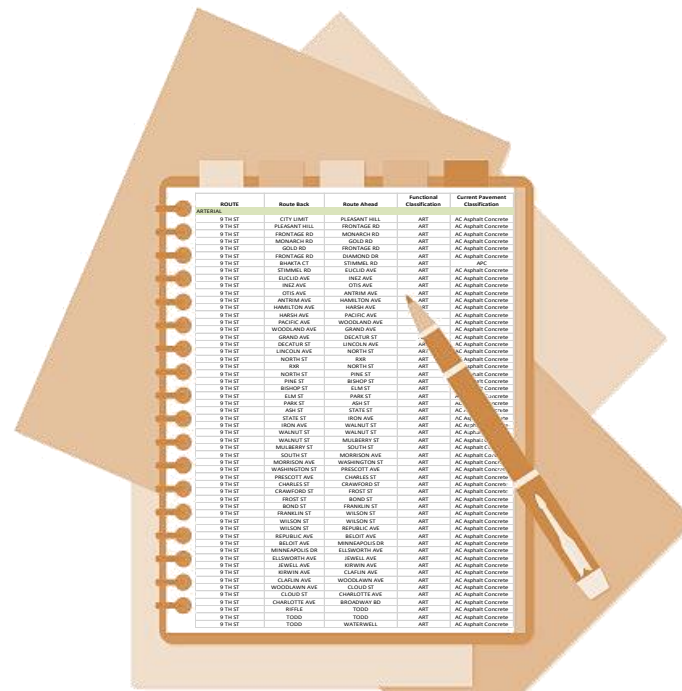 ROUTE Route Back Route Ahead Functional Classification Current Pavement Classification
ARTERIAL
9 TH ST CITY LIMIT PLEASANT HILL ART AC Asphalt Concrete
9 TH ST PLEASANT HILL FRONTAGE RD ART AC Asphalt Concrete
9 TH ST FRONTAGE RD MONARCH RD ART AC Asphalt Concrete
9 TH ST MONARCH RD GOLD RD ART AC Asphalt Concrete
9 TH ST GOLD RD FRONTAGE RD ART AC Asphalt Concrete
9 TH ST FRONTAGE RD DIAMOND DR ART AC Asphalt Concrete
9 TH ST BHAKTA CT STIMMEL RD ART APC
9 TH ST STIMMEL RD EUCLID AVE ART AC Asphalt Concrete
9 TH ST EUCLID AVE INEZ AVE ART AC Asphalt Concrete
9 TH ST INEZ AVE OTIS AVE ART AC Asphalt Concrete
9 TH ST OTIS AVE ANTRIM AVE ART AC Asphalt Concrete
9 TH ST ANTRIM AVE HAMILTON AVE ART AC Asphalt Concrete
9 TH ST HAMILTON AVE HARSH AVE ART AC Asphalt Concrete
9 TH ST HARSH AVE PACIFIC AVE AC Asphalt Concrete
9 TH ST PACIFIC AVE WOODLAND AVE AC Asphalt Concrete
9 TH ST WOODLAND AVE GRAND AVE AC Asphalt Concrete
9 TH ST GRAND AVE DECATUR ST AC Asphalt Concrete
9 TH ST DECATUR ST LINCOLN AVE Asphalt Concrete
9 TH ST LINCOLN AVE NORTH ST Asphalt Concrete
9 TH ST NORTH ST RXR ART Asphalt Concrete
9 TH ST RXR NORTH ST ART Concrete
9 TH ST NORTH ST PINE ST ART Concrete
9 TH ST PINE ST BISHOP ST ART Concrete
9 TH ST BISHOP ST ELM ST ART Concrete
9 TH ST ELM ST PARK ST ART AC
9 TH ST PARK ST ASH ST ART AC
9 TH ST ASH ST STATE ST ART AC
9 TH ST STATE ST IRON AVE ART AC
9 TH ST IRON AVE WALNUT ST ART AC
9 TH ST WALNUT ST WALNUT ST ART AC
9 TH ST WALNUT ST MULBERRY ST ART AC Asphalt
9 TH ST MULBERRY ST SOUTH ST ART AC Asphalt
9 TH ST SOUTH ST MORRISON AVE ART AC Asphalt
9 TH ST MORRISON AVE WASHINGTON ST ART AC Asphalt
9 TH ST WASHINGTON ST PRESCOTT AVE ART AC Asphalt
9 TH ST PRESCOTT AVE CHARLES ST ART AC Asphalt
9 TH ST CHARLES ST CRAWFORD ST ART AC Asphalt
9 TH ST CRAWFORD ST FROST ST ART AC Asphalt Concrete
9 TH ST FROST ST BOND ST ART AC Asphalt Concrete
9 TH ST BOND ST FRANKLIN ST ART AC Asphalt Concrete
9 TH ST FRANKLIN ST WILSON ST ART AC Asphalt Concrete
9 TH ST WILSON ST WILSON ST ART AC Asphalt Concrete
9 TH ST WILSON ST REPUBLIC AVE ART AC Asphalt Concrete
9 TH ST REPUBLIC AVE BELOIT AVE ART AC Asphalt Concrete
9 TH ST BELOIT AVE MINNEAPOLIS DR ART AC Asphalt Concrete
9 TH ST MINNEAPOLIS DR ELLSWORTH AVE ART AC Asphalt Concrete
9 TH ST ELLSWORTH AVE JEWELL AVE ART AC Asphalt Concrete
9 TH ST JEWELL AVE KIRWIN AVE ART AC Asphalt Concrete
9 TH ST KIRWIN AVE CLAFLIN AVE ART AC Asphalt Concrete
9 TH ST CLAFLIN AVE WOODLAWN AVE ART AC Asphalt Concrete
9 TH ST WOODLAWN AVE CLOUD ST ART AC Asphalt Concrete
9 TH ST CLOUD ST CHARLOTTE AVE ART AC Asphalt Concrete
9 TH ST CHARLOTTE AVE BROADWAY BD ART AC Asphalt Concrete
9 TH ST RIFFLE TODD ART AC Asphalt Concrete
9 TH ST TODD TODD ART AC Asphalt Concrete
9 TH ST TODD WATERWELL ART AC Asphalt Concrete